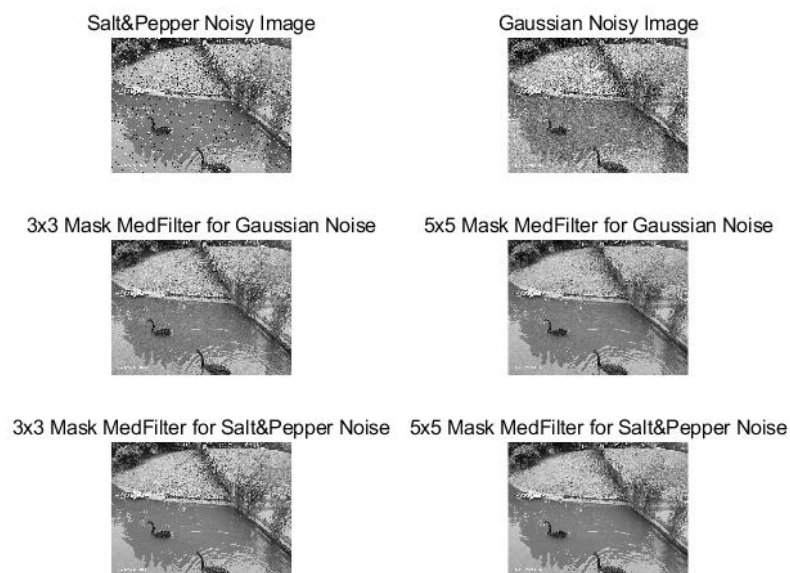 Salt&Pepper Noisy Image
Gaussian Noisy Image
3x3 Mask MedFilter for Gaussian Noise
5x5 Mask MedFilter for Gaussian Noise
3x3 Mask MedFilter for Salt&Pepper Noise
5x5 Mask MedFilter for Salt&Pepper Noise